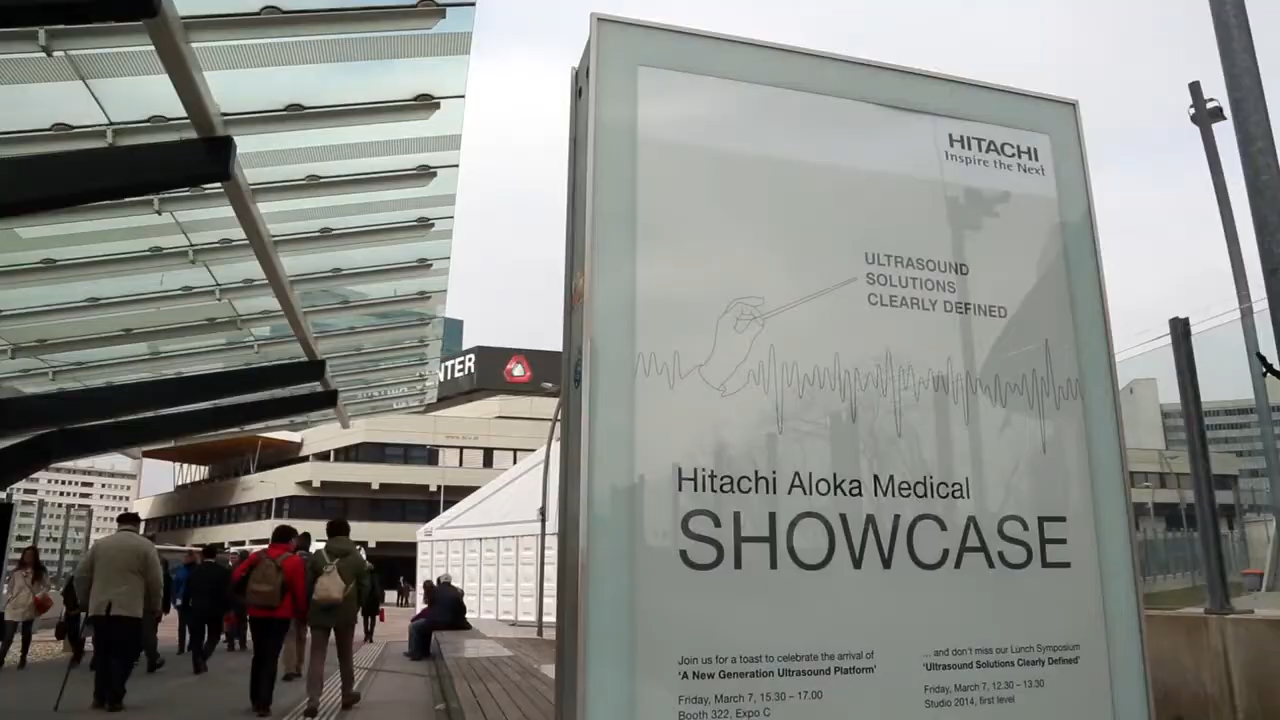 HITACHI
Inspire the Next
ULTRASOUND
SOLUTIONS
CLEARLY DEFINED
NTER
Hitachi Aloka Medical
SHOWCASE
Join us for a toast to celebrate the arrival of
'A New Generation Ultrasound Platform'
Friday, March 7, 15.30 – 17.00
Booth 322, Expo C
... and don't miss our Lunch Symposium
'Ultrasound Solutions Clearly Defined'
Friday, March 7, 12.30 – 13.30
Studio 2014, first level